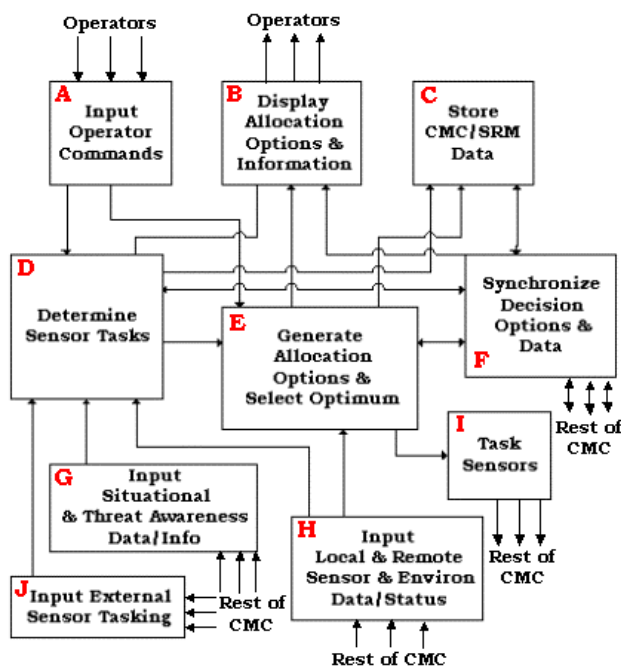 Operators
Operators
A
Input
Operator
Commands
B
Display
Allocation
Options &
Information
C
Store
CMC/SRM
Data
D
Determine
Sensor Tasks
E
Generate
Allocation
Options &
Select Optimum
Synchronize
Decision
Options &
Data
F
Rest of
CMC
I
Task
Sensors
Rest of
CMC
G
Input
Situational
& Threat Awareness
Data/Info
H
Input
Local & Remote
Sensor & Environ
Data/Status
J
Input External
Sensor Tasking
Rest of
CMC
Rest of CMC